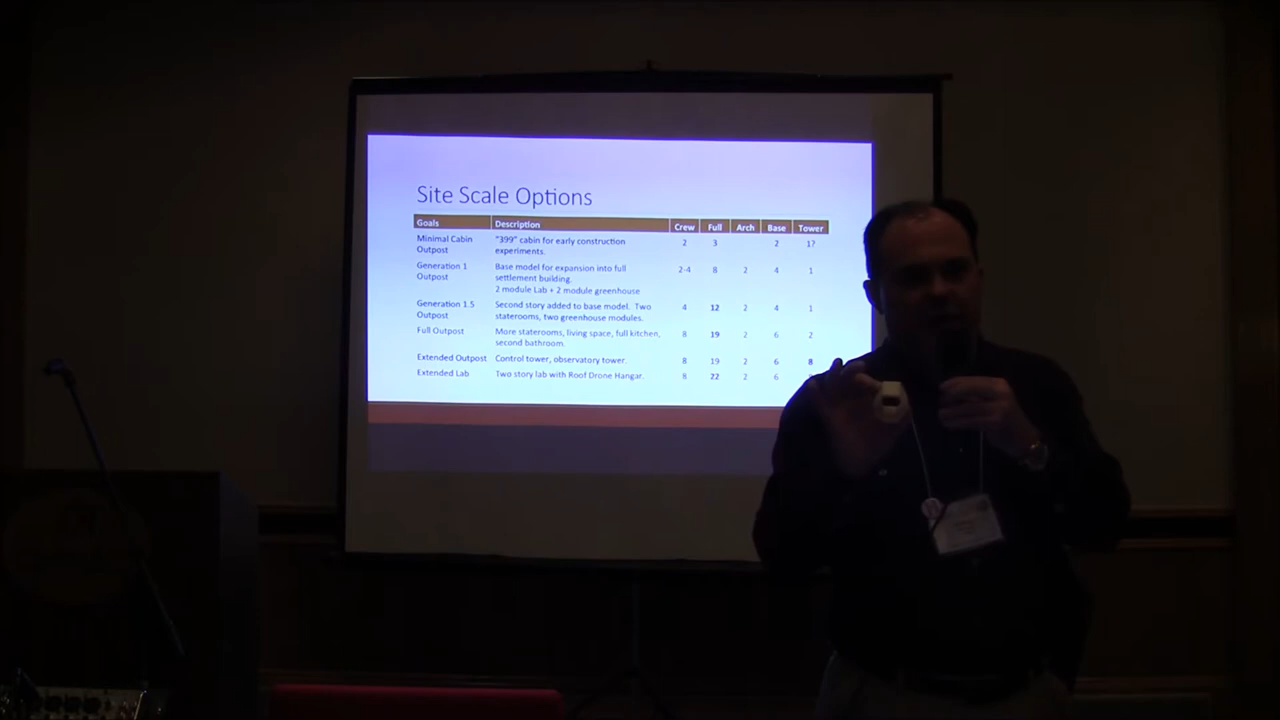 Site Scale Options
Goals Description Crew Full Arch Base Tower
Minimal Cabin "399" cabin for early construction 2 3 2 1?
Outpost experiments.
Generation 1 Base model for expansion into full 2-4 8 2 4 1
Outpost settlement building.
2 module Lab + 2 module greenhouse
Generation 1.5 Second story added to base model. Two 4 12 2 4 1
Outpost staterooms, two greenhouse modules.
Full Outpost More staterooms, living space, full kitchen, 8 19 2 6 2
second bathroom.
Extended Outpost Control tower, observatory tower. 8 19 2 6 8
Extended Lab Two story lab with Roof Drone Hangar. 8 22 2 6